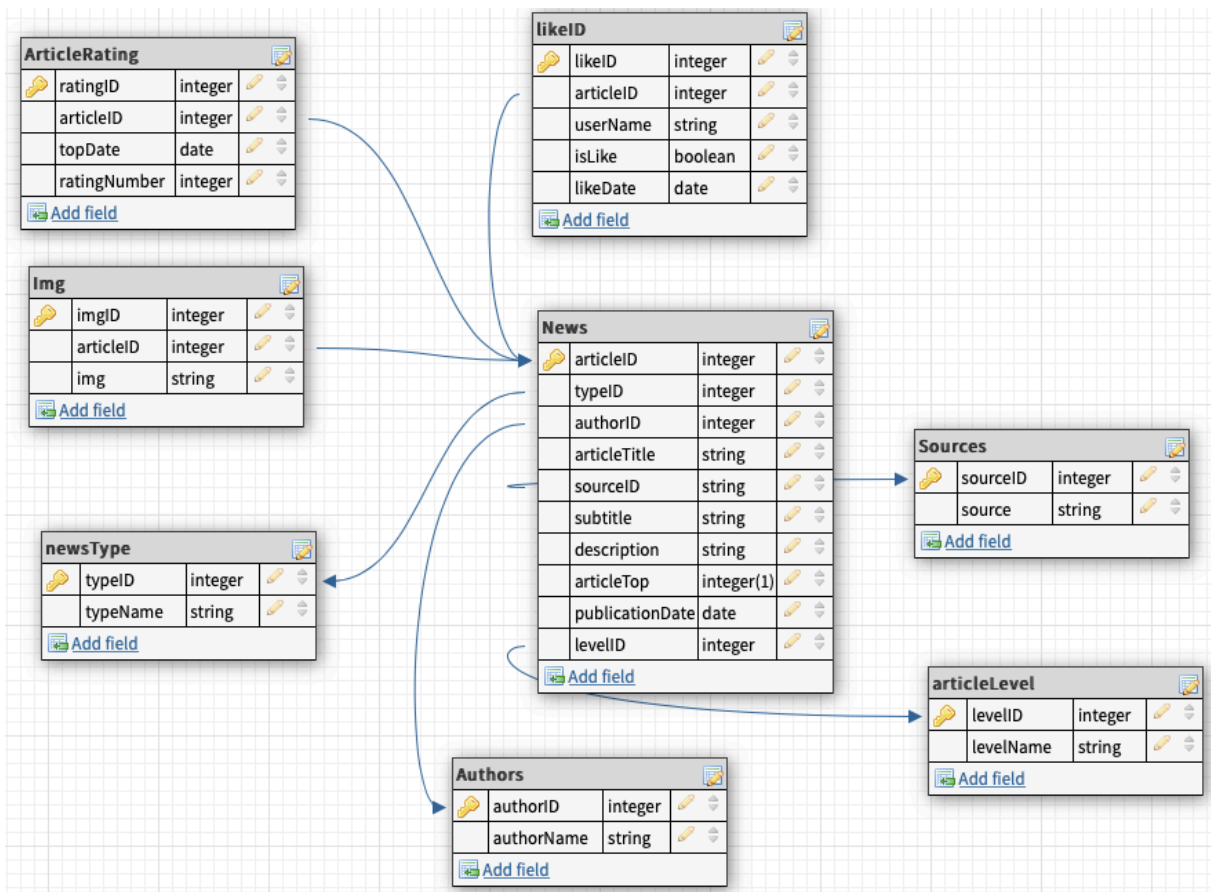 ArticleRating
ratingID integer
articleID integer
topDate date
ratingNumber integer
Add field
likeID
likeID integer
articleID integer
userName string
isLike boolean
likeDate date
Add field
Img
imgID integer
articleID integer
img string
Add field
News
articleID integer
typeID integer
authorID integer
articleTitle string
sourceID string
subtitle string
description string
articleTop integer(1)
publicationDate date
levelID integer
Add field
Sources
sourceID integer
source string
Add field
newsType
typeID integer
typeName string
Add field
articleLevel
levelID integer
levelName string
Add field
Authors
authorID integer
authorName string
Add field